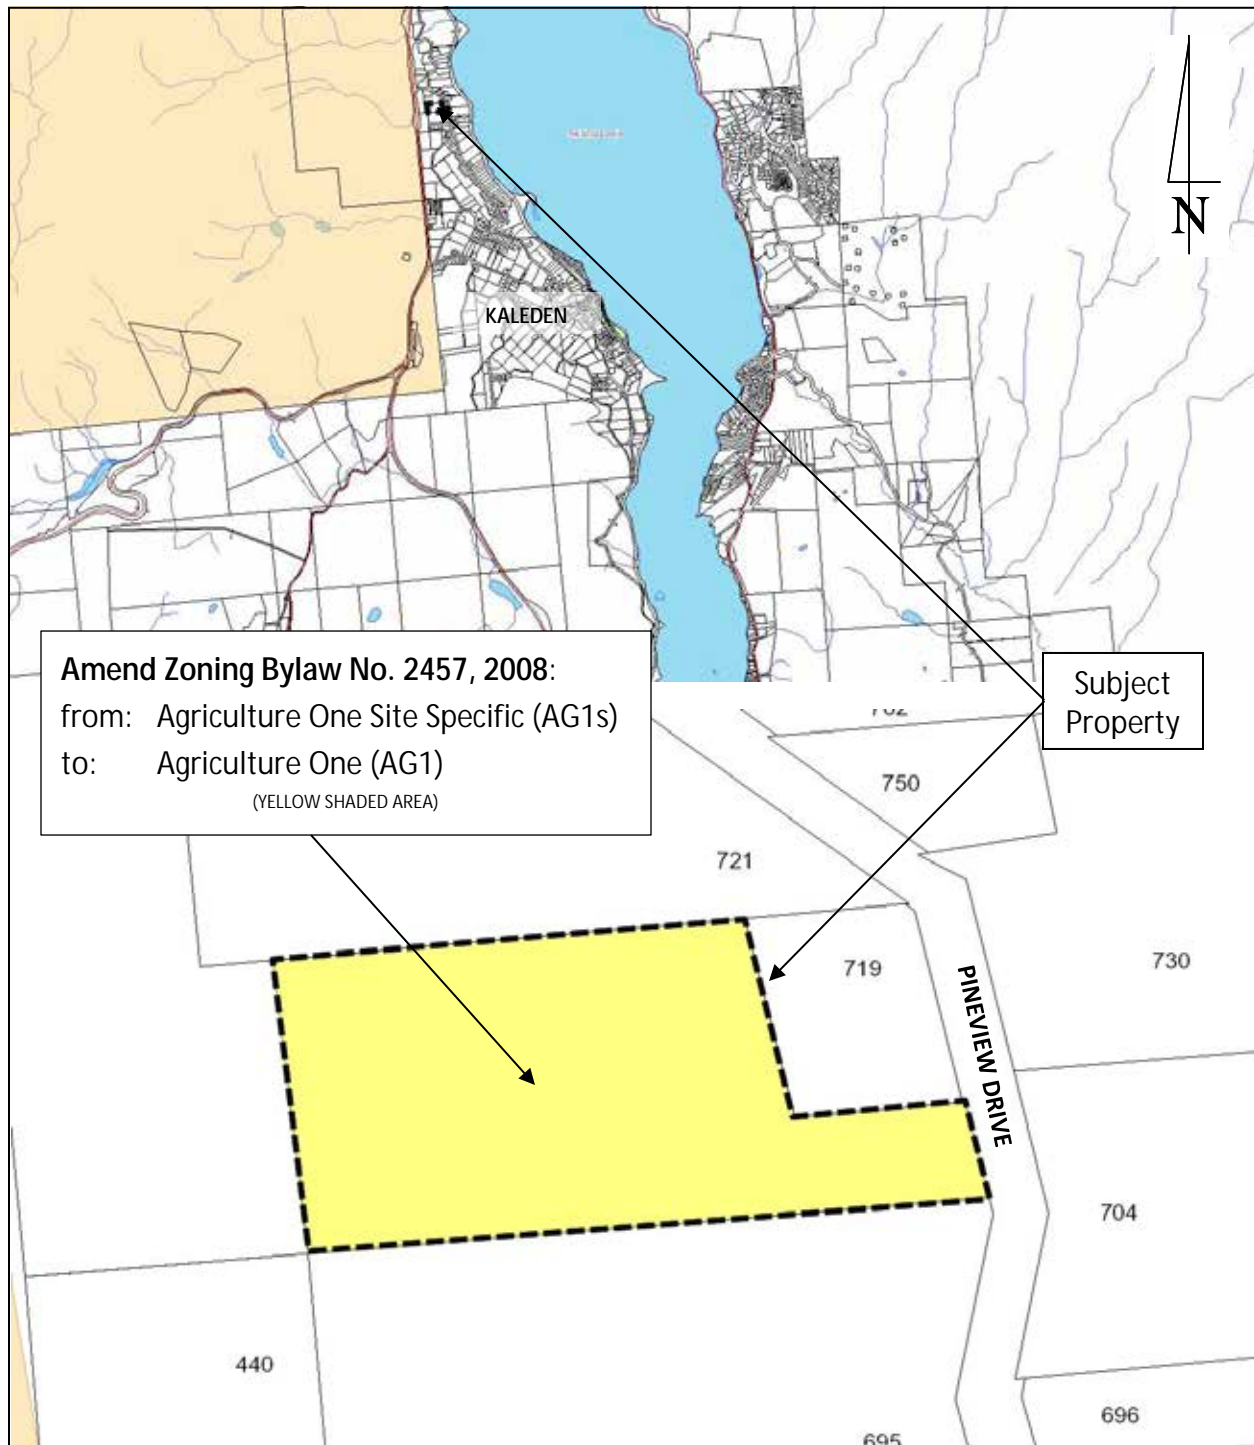 N
KALEDEN
Amend Zoning Bylaw No. 2457, 2008:
from: Agriculture One Site Specific (AG1s)
to: Agriculture One (AG1)
(YELLOW SHADED AREA)
Subject
Property
702
750
721
719
730
PINEVIEW DRIVE
704
440
696
695